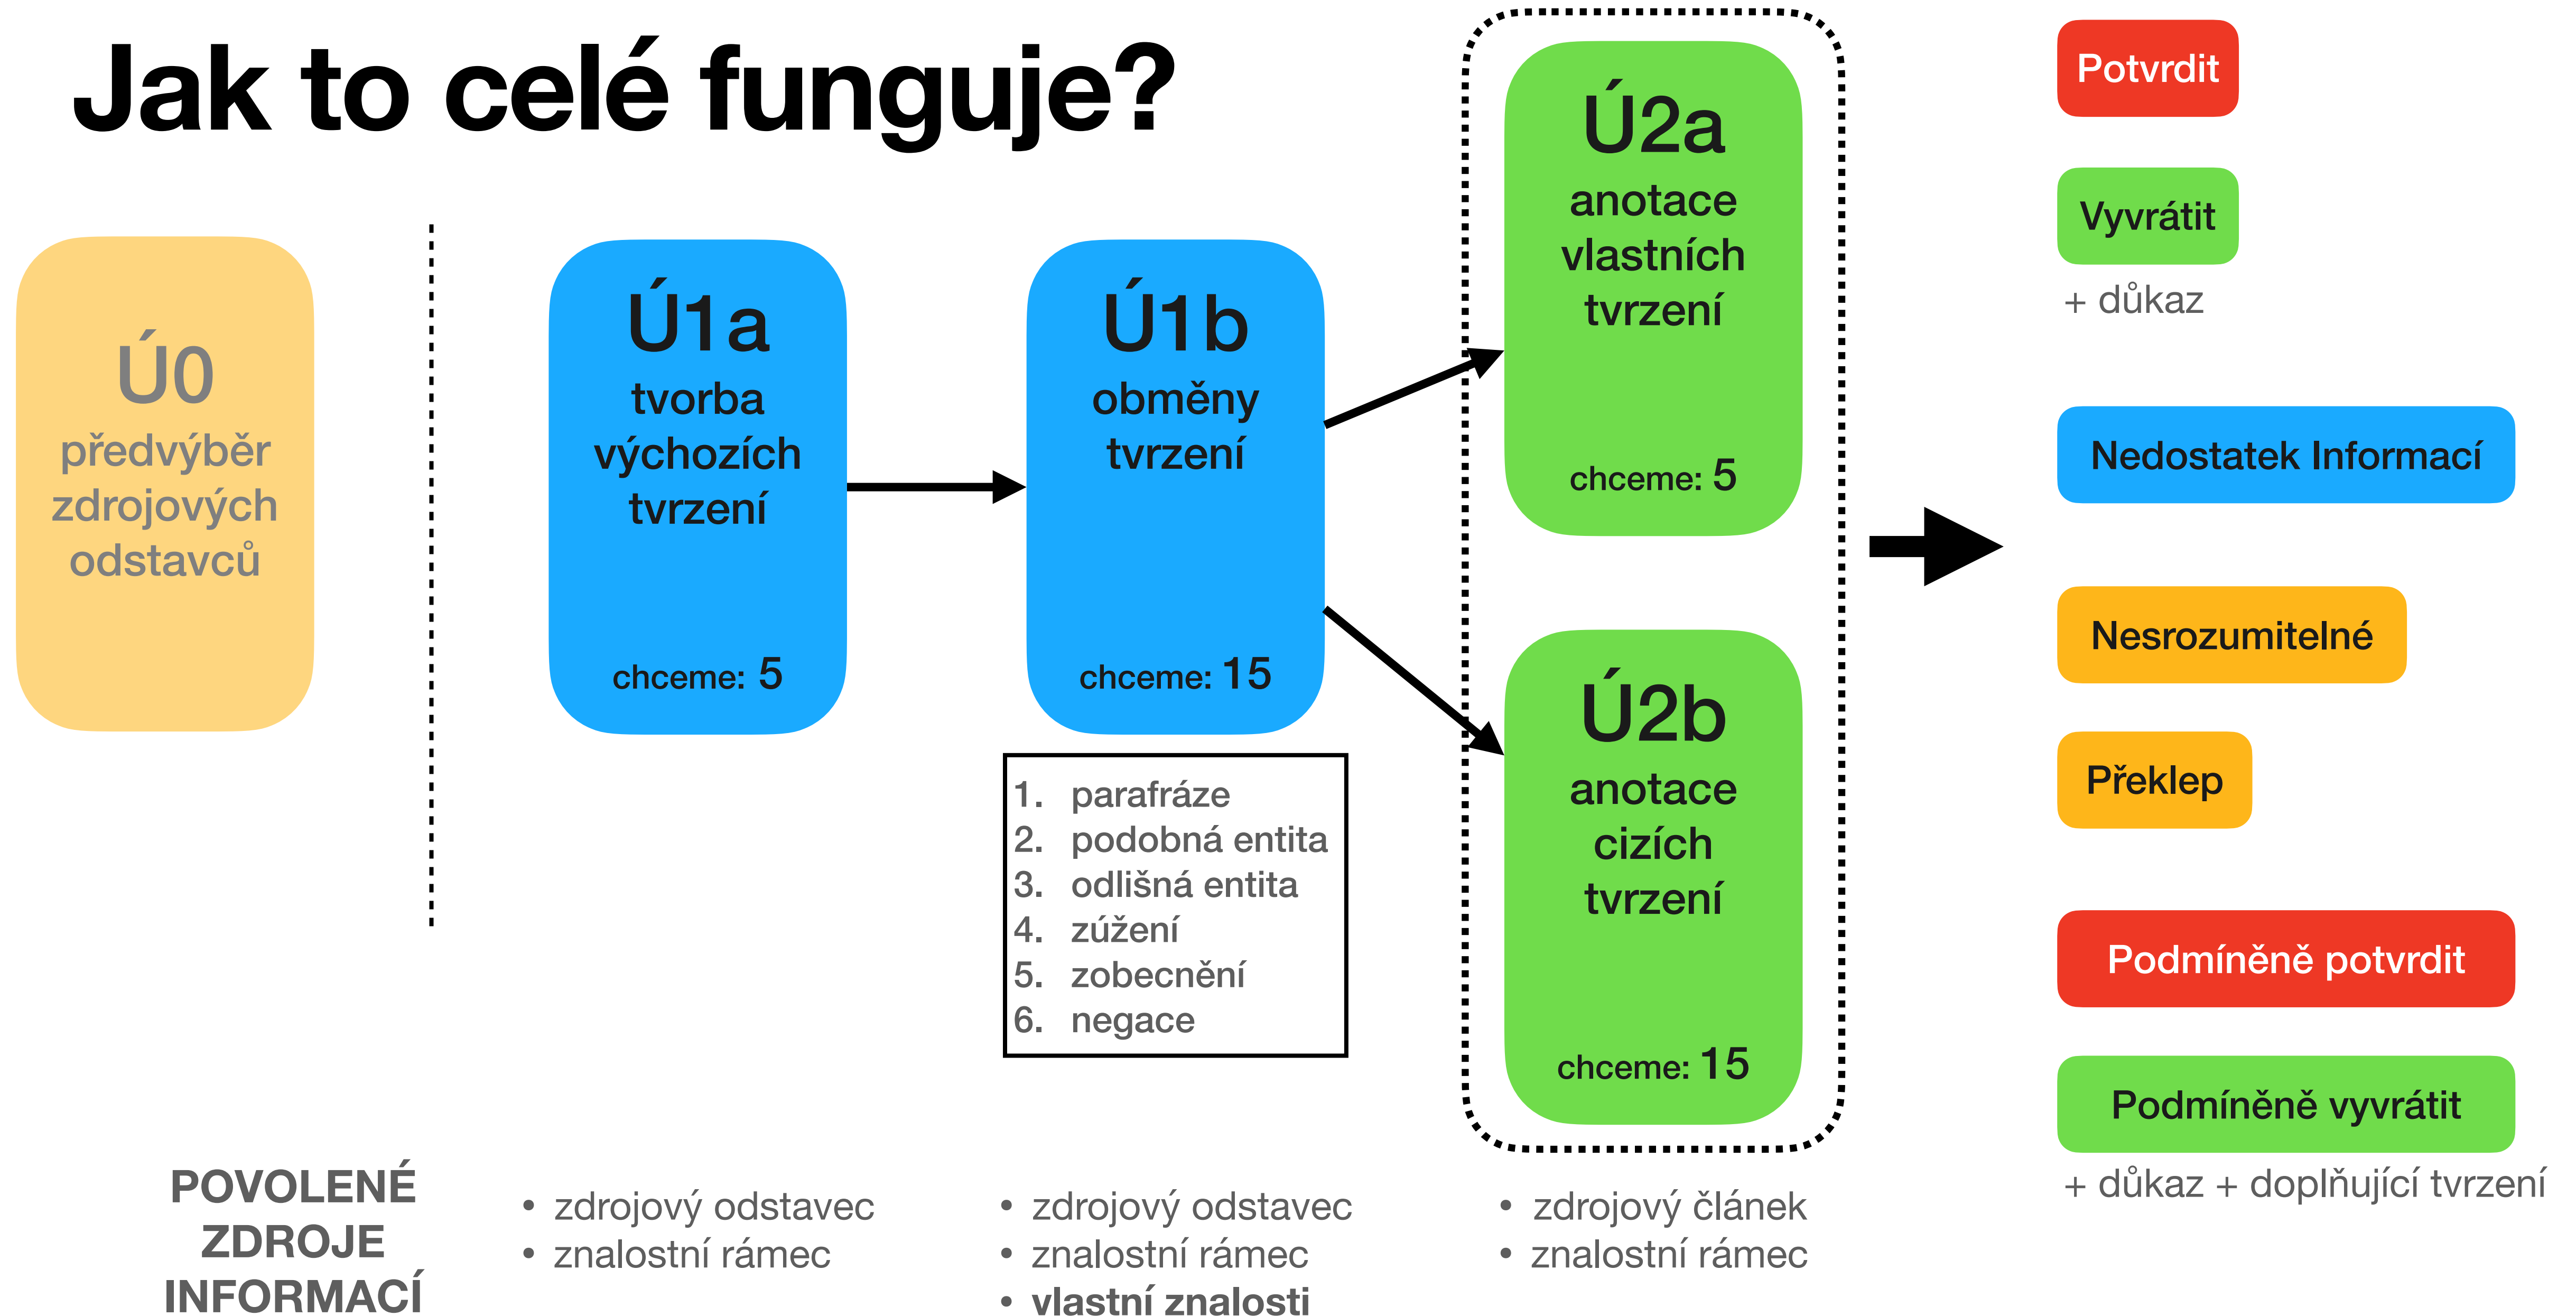 Jak to celé funguje?
Ú0
předvýběr
zdrojových
odstavců
Ú1a
tvorba
výchozích
tvrzení
chceme: 5
Ú1b
obměny
tvrzení
chceme: 15
1. parafráze
2. podobná entita
3. odlišná entita
4. zúžení
5. zobecnění
6. negace
Ú2a
anotace
vlastních
tvrzení
chceme: 5
Ú2b
anotace
cizích
tvrzení
chceme: 15
Potvrdit
Vyvrátit
+ důkaz
Nedostatek Informací
Nesrozumitelné
Překlep
Podmíněně potvrdit
Podmíněně vyvrátit
+ důkaz + doplňující tvrzení
POVOLENÉ
ZDROJE
INFORMACÍ
• zdrojový odstavec
• znalostní rámec
• zdrojový odstavec
• znalostní rámec
• vlastní znalosti
• zdrojový článek
• znalostní rámec